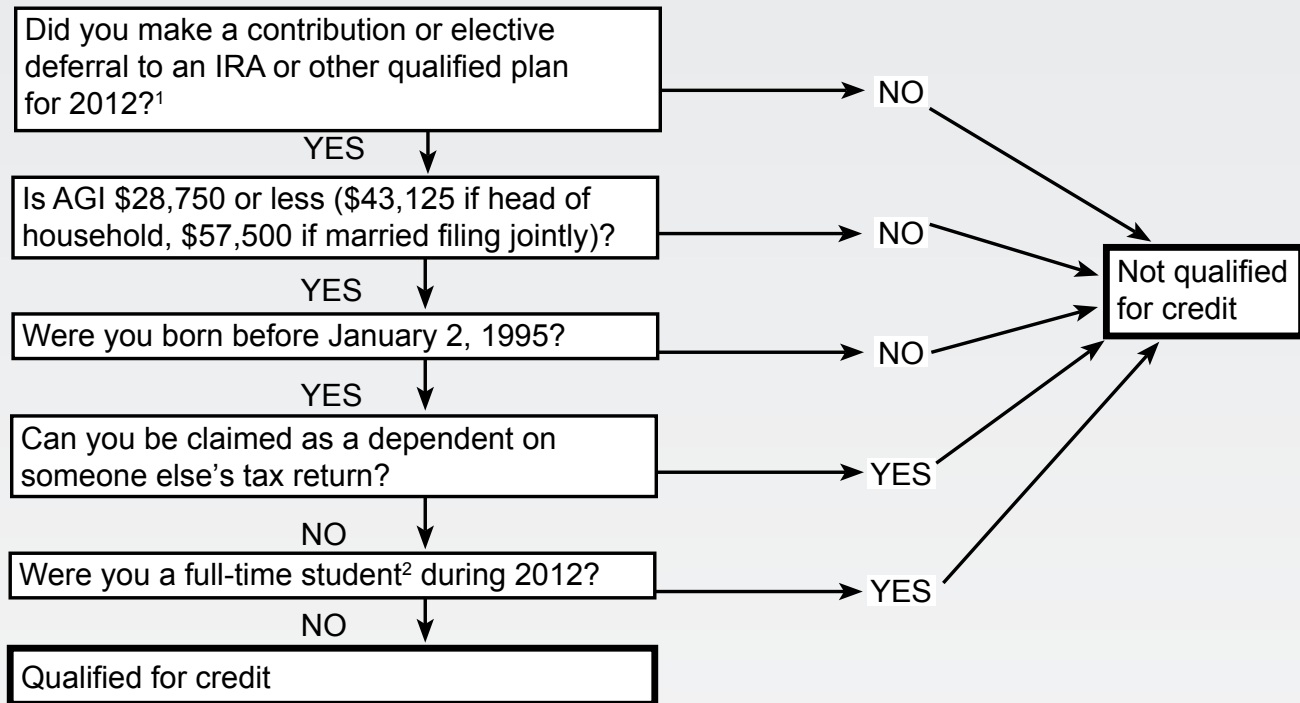 Did you make a contribution or elective
deferral to an IRA or other qualified plan
for 2012?¹
NO
YES
Is AGI $28,750 or less ($43,125 if head of
household, $57,500 if married filing jointly)?
NO
Not qualified
for credit
YES
Were you born before January 2, 1995?
NO
YES
Can you be claimed as a dependent on
someone else’s tax return?
YES
NO
Were you a full-time student² during 2012?
YES
NO
Qualified for credit